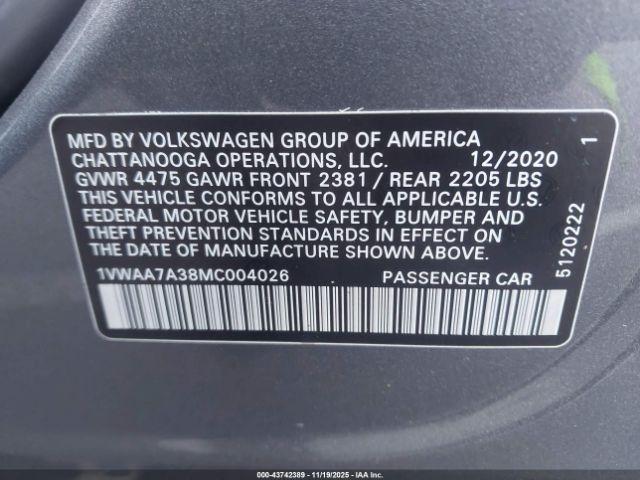 MFD BY VOLKSWAGEN GROUP OF AMERICA
CHATTANOOGA OPERATIONS, LLC. 12/2020
GVWR 4475 GAWR FRONT 2381 / REAR 2205 LBS
THIS VEHICLE CONFORMS TO ALL APPLICABLE U.S.
FEDERAL MOTOR VEHICLE SAFETY, BUMPER AND
THEFT PREVENTION STANDARDS IN EFFECT ON
THE DATE OF MANUFACTURE SHOWN ABOVE.
1VWAA7A38MC004026 PASSENGER CAR
5120222 1
000-43742389 - 11/19/2025 - IAA, Inc.